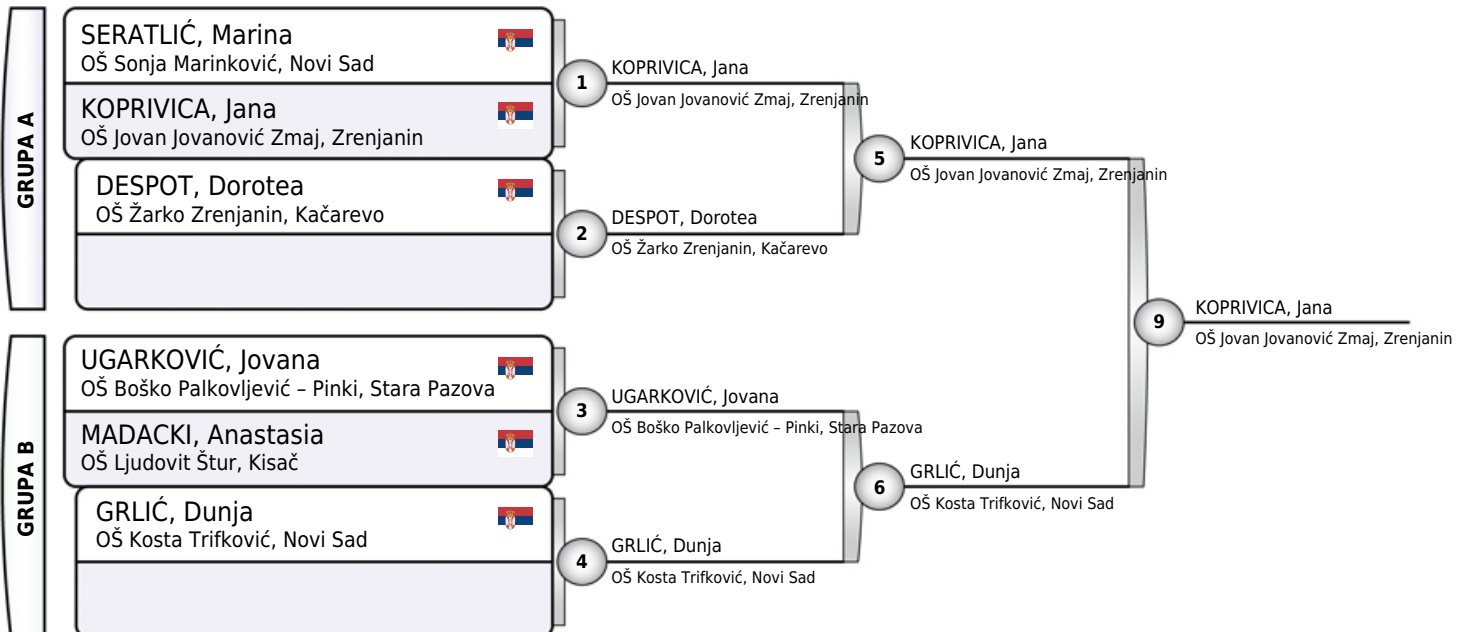 GRUPA A
SERATLIĆ, Marina
OŠ Sonja Marinković, Novi Sad
KOPRIVICA, Jana
OŠ Jovan Jovanović Zmaj, Zrenjanin
DESPOT, Dorotea
OŠ Žarko Zrenjanin, Kačarevo
1
KOPRIVICA, Jana
OŠ Jovan Jovanović Zmaj, Zrenjanin
2
DESPOT, Dorotea
OŠ Žarko Zrenjanin, Kačarevo
5
KOPRIVICA, Jana
OŠ Jovan Jovanović Zmaj, Zrenjanin
GRUPA B
UGARKOVIĆ, Jovana
OŠ Boško Palkovljević – Pinki, Stara Pazova
MADACKI, Anastasia
OŠ Ljudovit Štur, Kisač
GRLIĆ, Dunja
OŠ Kosta Trifković, Novi Sad
3
UGARKOVIĆ, Jovana
OŠ Boško Palkovljević – Pinki, Stara Pazova
4
GRLIĆ, Dunja
OŠ Kosta Trifković, Novi Sad
6
GRLIĆ, Dunja
OŠ Kosta Trifković, Novi Sad
9
KOPRIVICA, Jana
OŠ Jovan Jovanović Zmaj, Zrenjanin